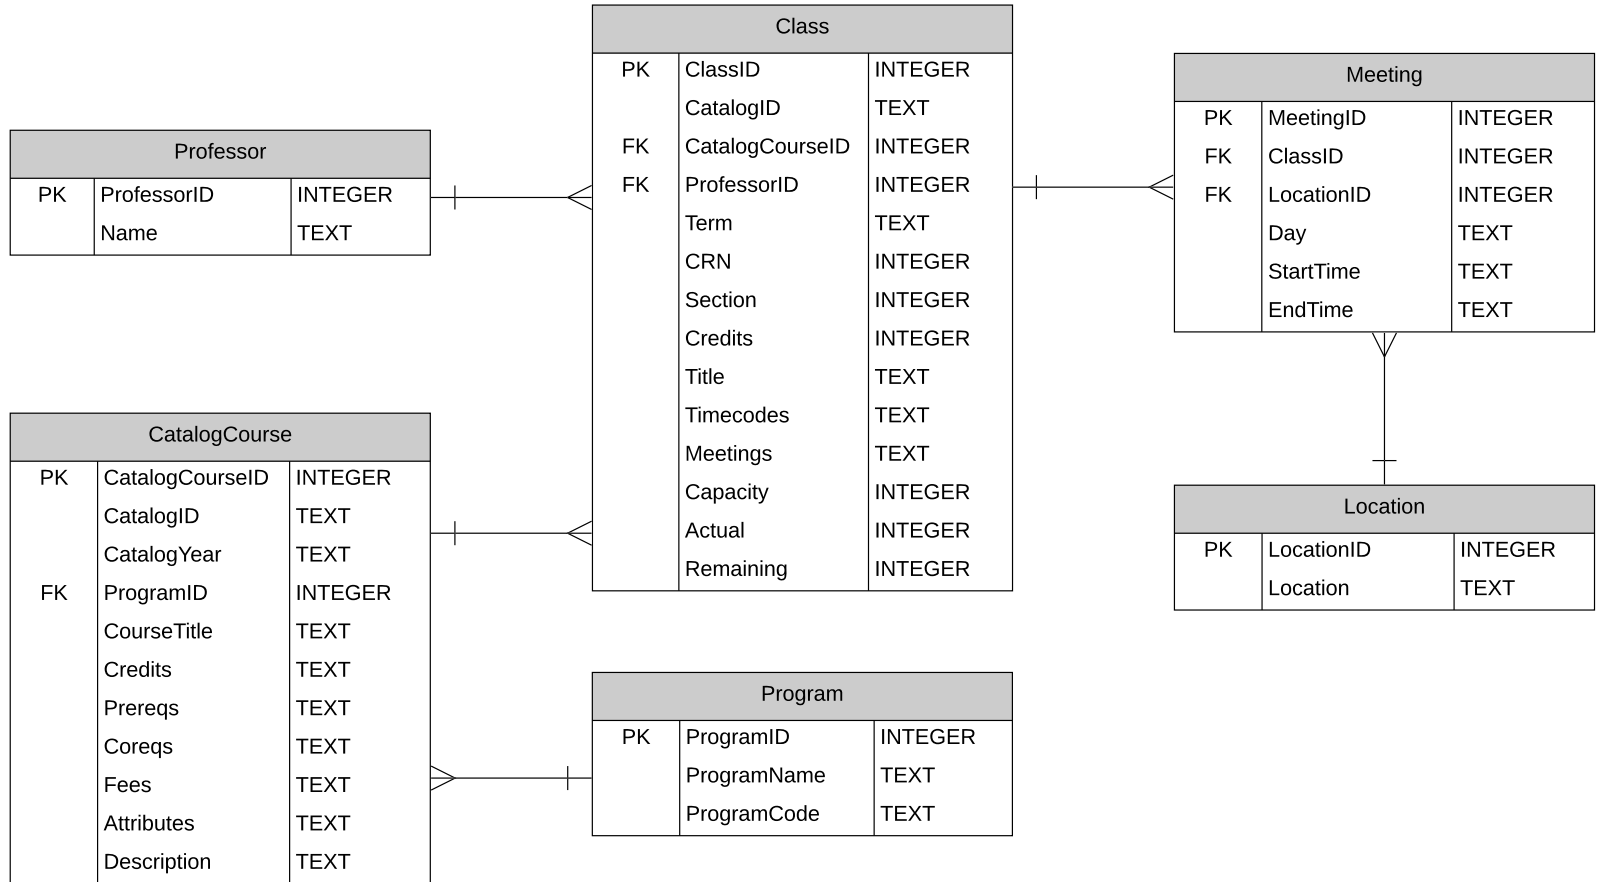 Professor
PK ProfessorID INTEGER
Name TEXT
CatalogCourse
PK CatalogCourseID INTEGER
CatalogID TEXT
CatalogYear TEXT
FK ProgramID INTEGER
CourseTitle TEXT
Credits TEXT
Prereqs TEXT
Coreqs TEXT
Fees TEXT
Attributes TEXT
Description TEXT
Class
PK ClassID INTEGER
CatalogID TEXT
FK CatalogCourseID INTEGER
FK ProfessorID INTEGER
Term TEXT
CRN INTEGER
Section INTEGER
Credits INTEGER
Title TEXT
Timecodes TEXT
Meetings TEXT
Capacity INTEGER
Actual INTEGER
Remaining INTEGER
Program
PK ProgramID INTEGER
ProgramName TEXT
ProgramCode TEXT
Meeting
PK MeetingID INTEGER
FK ClassID INTEGER
FK LocationID INTEGER
Day TEXT
StartTime TEXT
EndTime TEXT
Location
PK LocationID INTEGER
Location TEXT